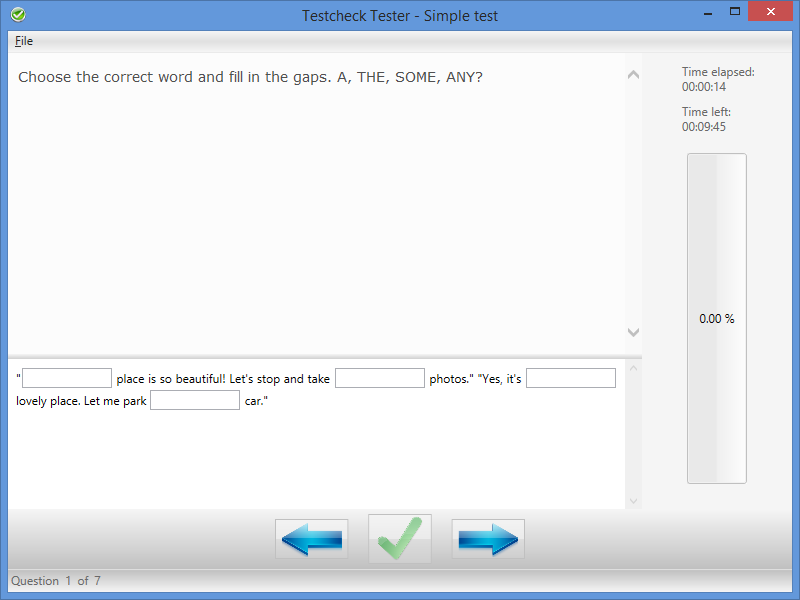 Testcheck Tester - Simple test
File
Choose the correct word and fill in the gaps. A, THE, SOME, ANY?
Time elapsed:
00:00:14
Time left:
00:09:45
0.00 %
" place is so beautiful! Let's stop and take photos." "Yes, it's
lovely place. Let me park car."
Question 1 of 7